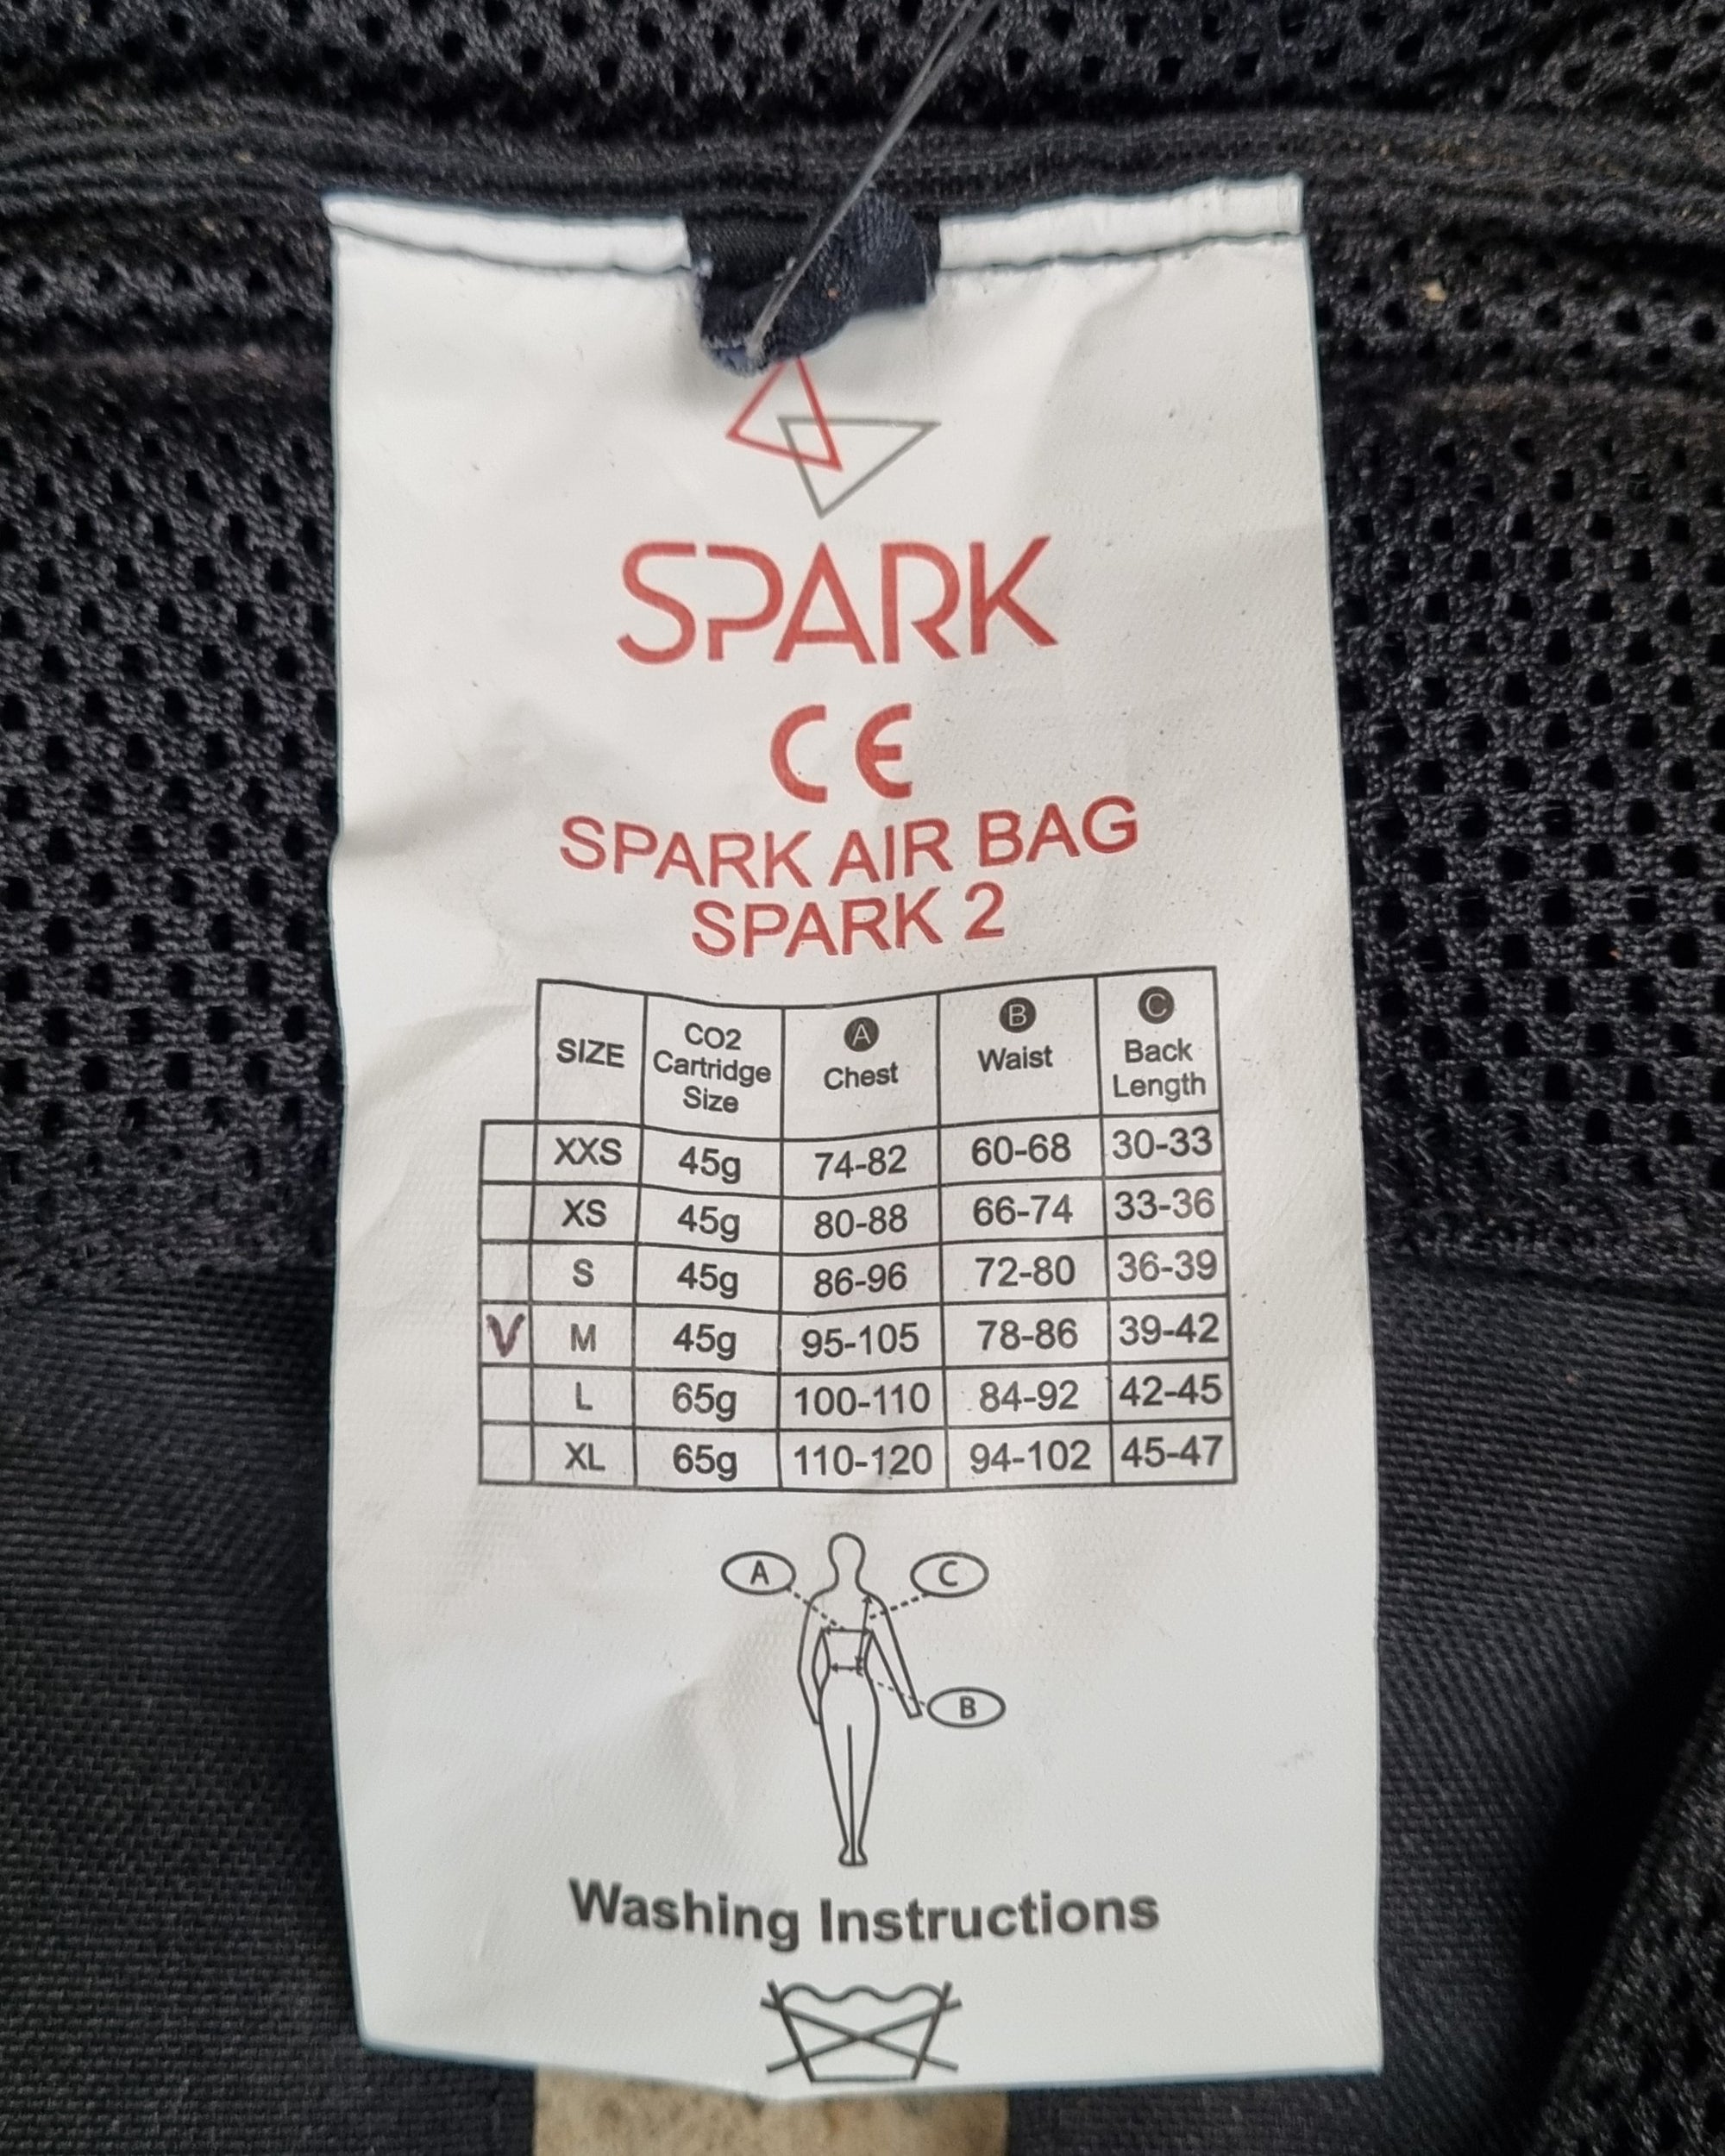 SPARK
CE
SPARK AIR BAG
SPARK 2
SIZE CO2 Cartridge Size A Chest B Waist C Back Length
XXS 45g 74-82 60-68 30-33
XS 45g 80-88 66-74 33-36
S 45g 86-96 72-80 36-39
V M 45g 95-105 78-86 39-42
L 65g 100-110 84-92 42-45
XL 65g 110-120 94-102 45-47
A C
B
Washing Instructions